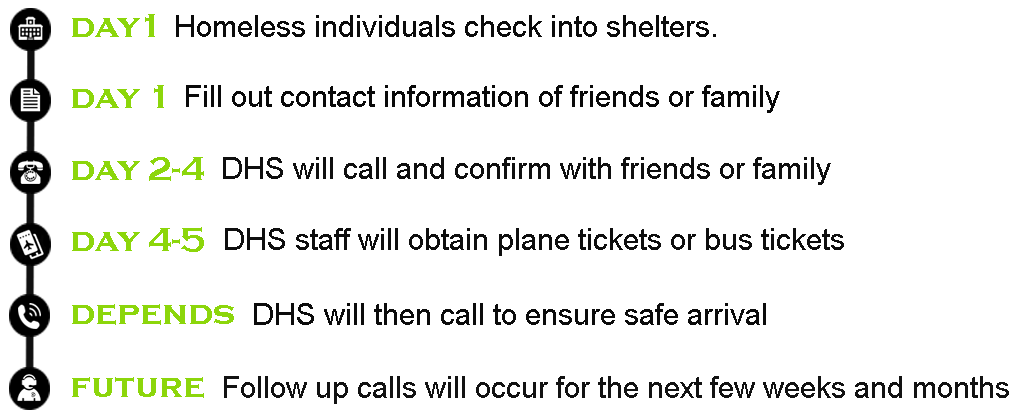 DAY1 Homeless individuals check into shelters.
DAY 1 Fill out contact information of friends or family
DAY 2-4 DHS will call and confirm with friends or family
DAY 4-5 DHS staff will obtain plane tickets or bus tickets
DEPENDS DHS will then call to ensure safe arrival
FUTURE Follow up calls will occur for the next few weeks and months